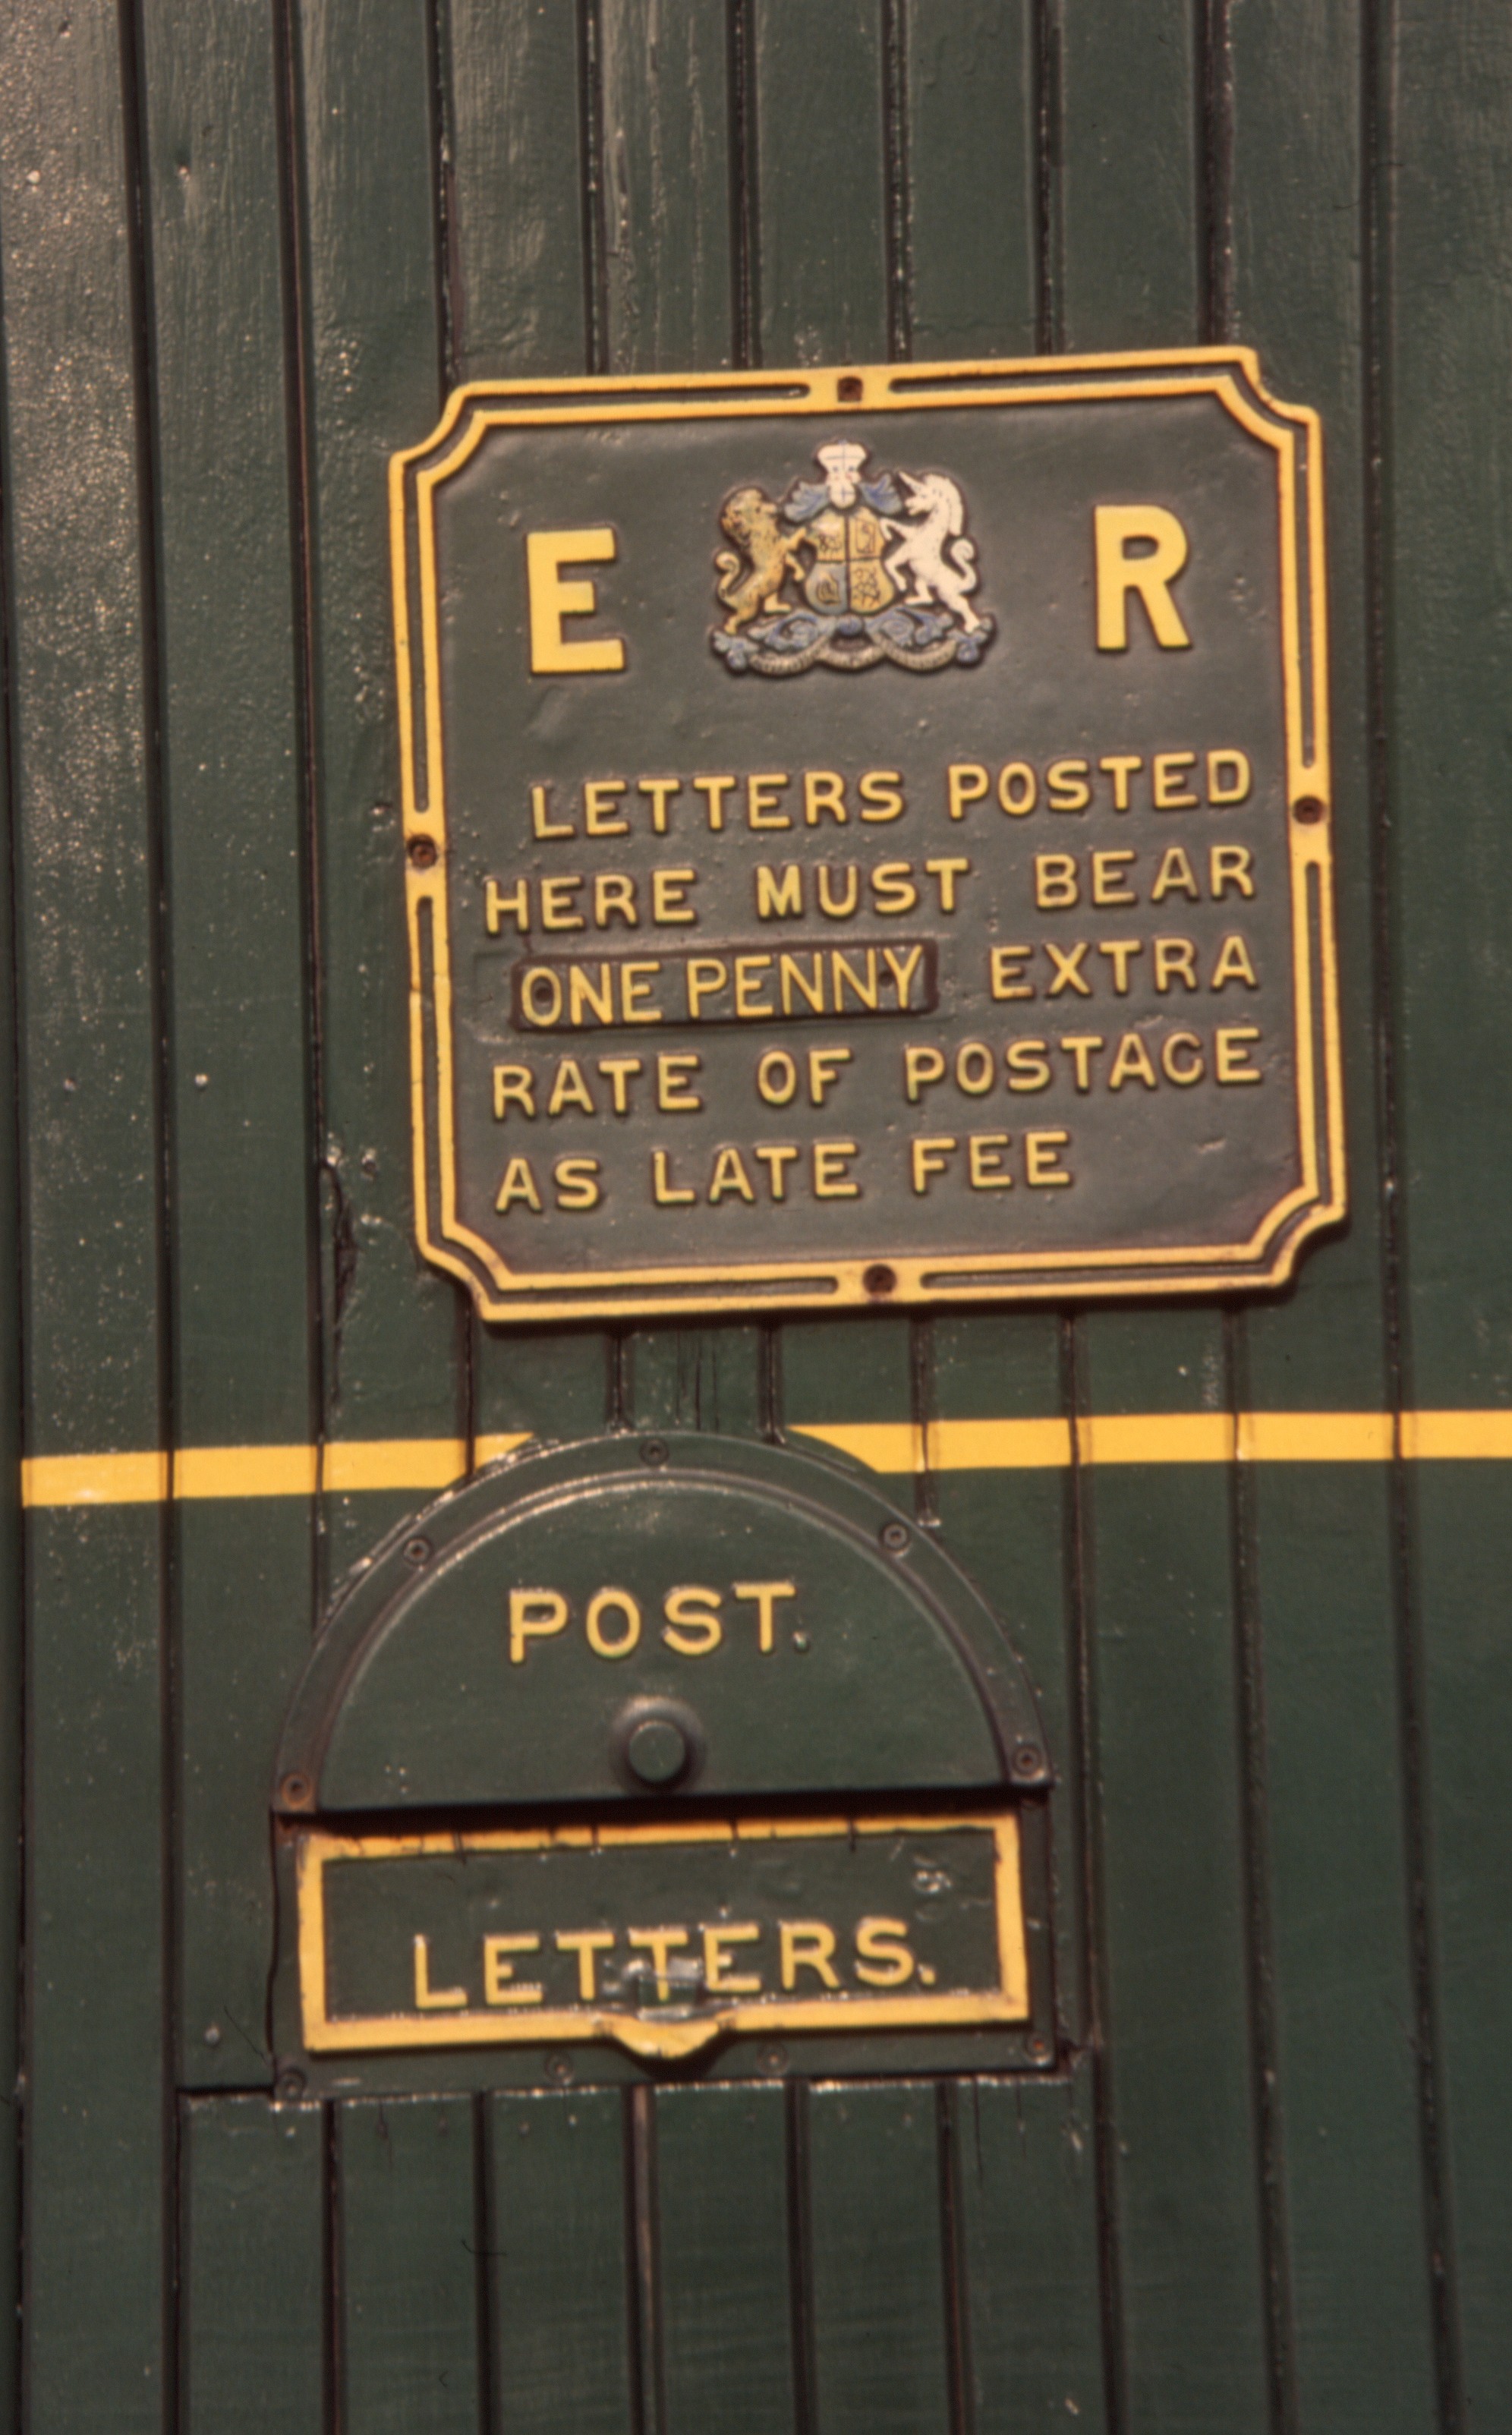 E R
LETTERS POSTED
HERE MUST BEAR
ONE PENNY EXTRA
RATE OF POSTAGE
AS LATE FEE
POST.
LETTERS.